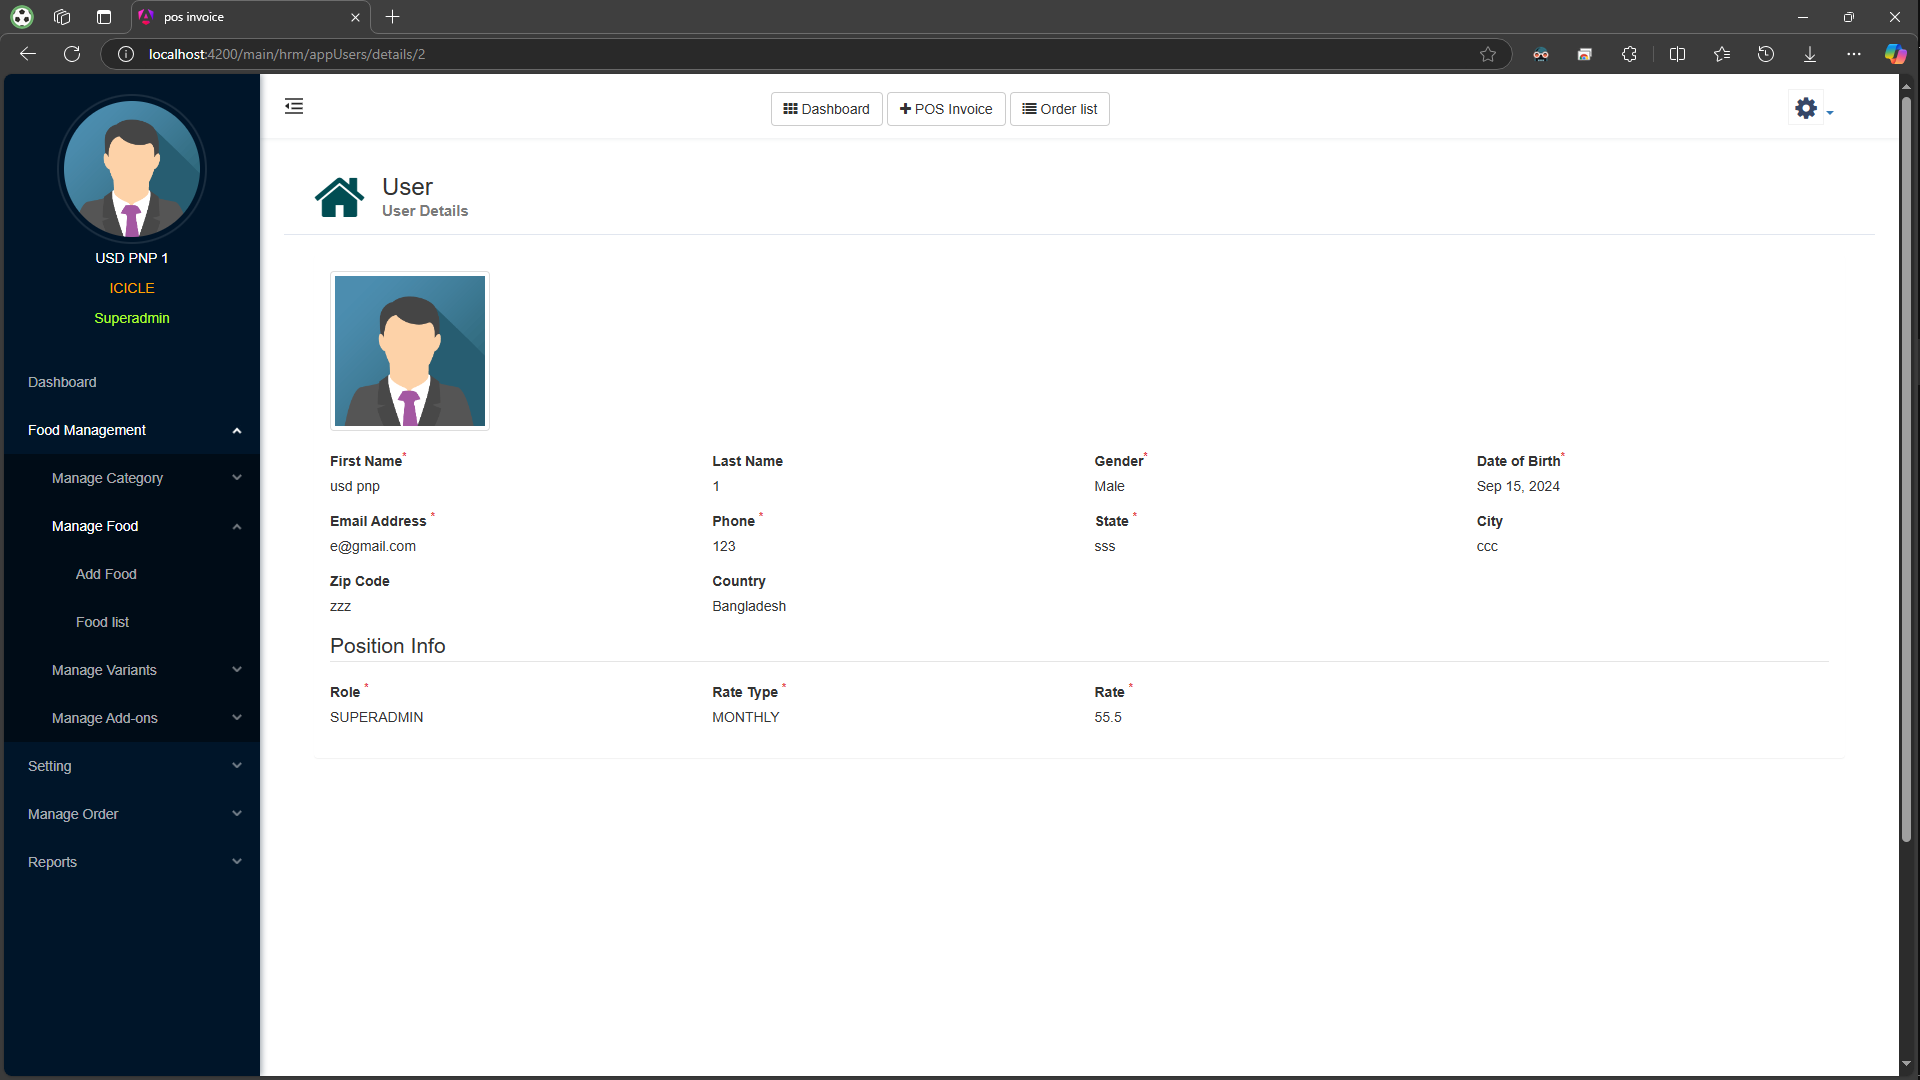 pos invoice
localhost:4200/main/hrm/appUsers/details/2
USD PNP 1
ICICLE
Superadmin
Dashboard
Food Management
Manage Category
Manage Food
Add Food
Food list
Manage Variants
Manage Add-ons
Setting
Manage Order
Reports
Dashboard
POS Invoice
Order list
User
User Details
First Name*
Last Name
Gender*
Date of Birth*
usd pnp
1
Male
Sep 15, 2024
Email Address *
Phone *
State *
City
e@gmail.com
123
sss
ccc
Zip Code
Country
zzz
Bangladesh
Position Info
Role *
Rate Type *
Rate *
SUPERADMIN
MONTHLY
55.5